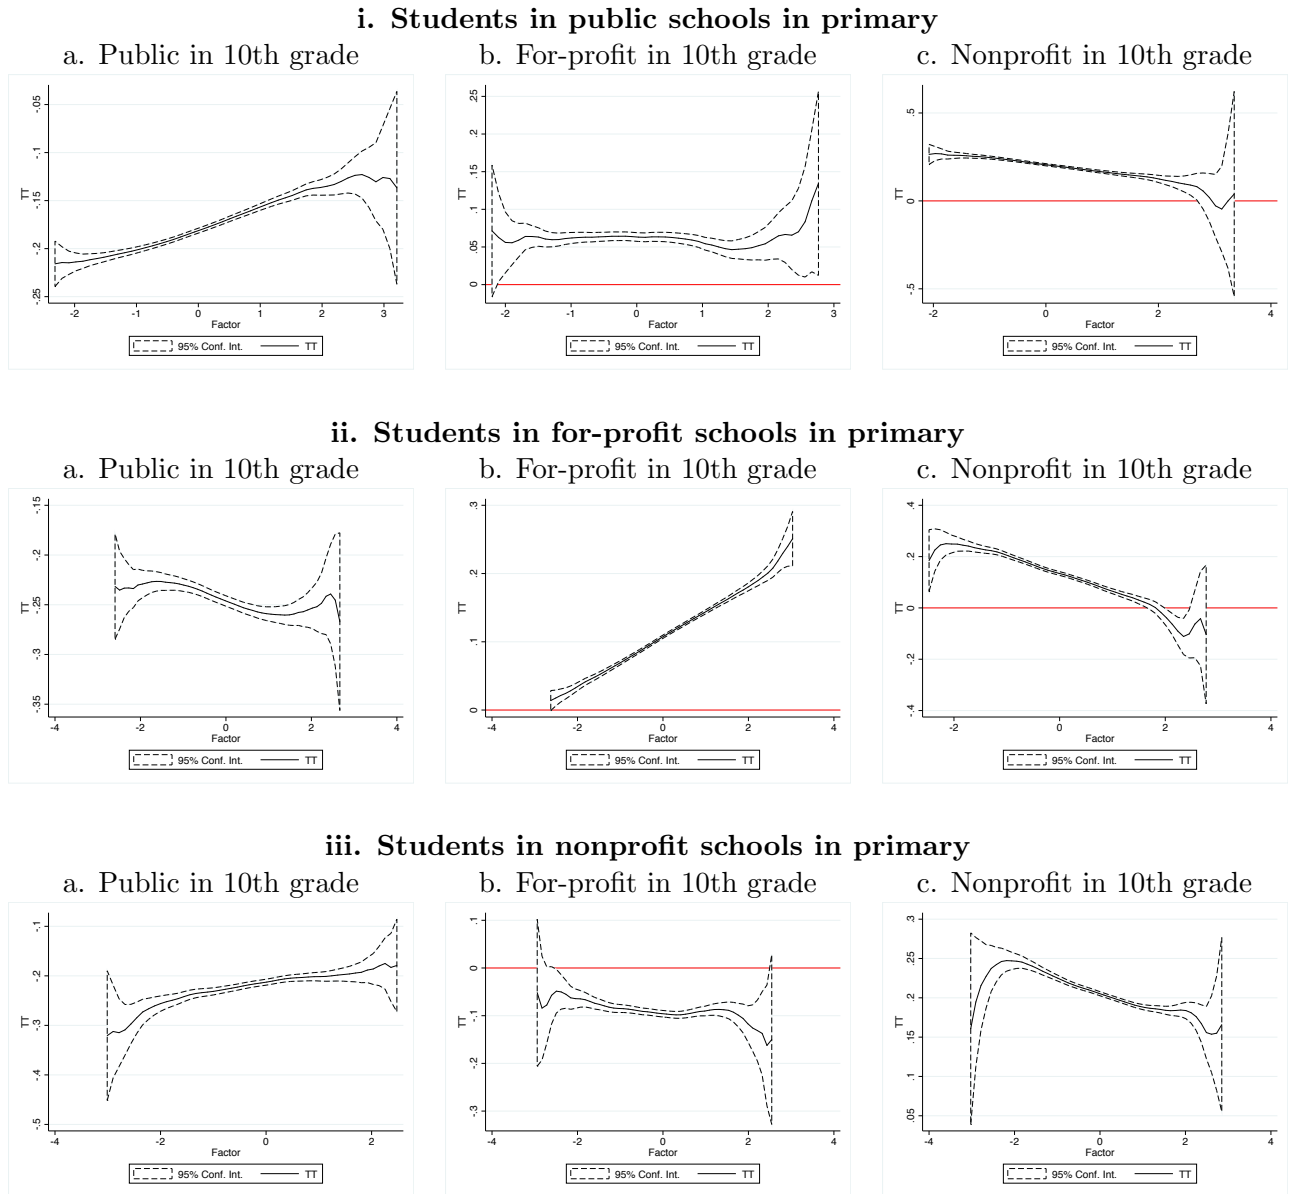 i. Students in public schools in primary
a. Public in 10th grade
b. For-profit in 10th grade
c. Nonprofit in 10th grade
TT
-.05
-.1
-.15
-.2
-.25
-2 -1 0 1 2 3
Factor
95% Conf. Int. TT
TT
.25
.2
.15
.1
.05
0
-2 -1 0 1 2 3
Factor
95% Conf. Int. TT
TT
.5
0
-.5
-2 0 2 4
Factor
95% Conf. Int. TT
ii. Students in for-profit schools in primary
a. Public in 10th grade
b. For-profit in 10th grade
c. Nonprofit in 10th grade
TT
-.15
-.2
-.25
-.3
-.35
-4 -2 0 2 4
Factor
95% Conf. Int. TT
TT
.3
.2
.1
0
-4 -2 0 2 4
Factor
95% Conf. Int. TT
TT
.4
.2
0
-.2
-.4
-2 0 2 4
Factor
95% Conf. Int. TT
iii. Students in nonprofit schools in primary
a. Public in 10th grade
b. For-profit in 10th grade
c. Nonprofit in 10th grade
TT
-.1
-.2
-.3
-.4
-.5
-4 -2 0 2
Factor
95% Conf. Int. TT
TT
.1
0
-.1
-.2
-.3
-4 -2 0 2 4
Factor
95% Conf. Int. TT
TT
.3
.25
.2
.15
.1
.05
-4 -2 0 2 4
Factor
95% Conf. Int. TT